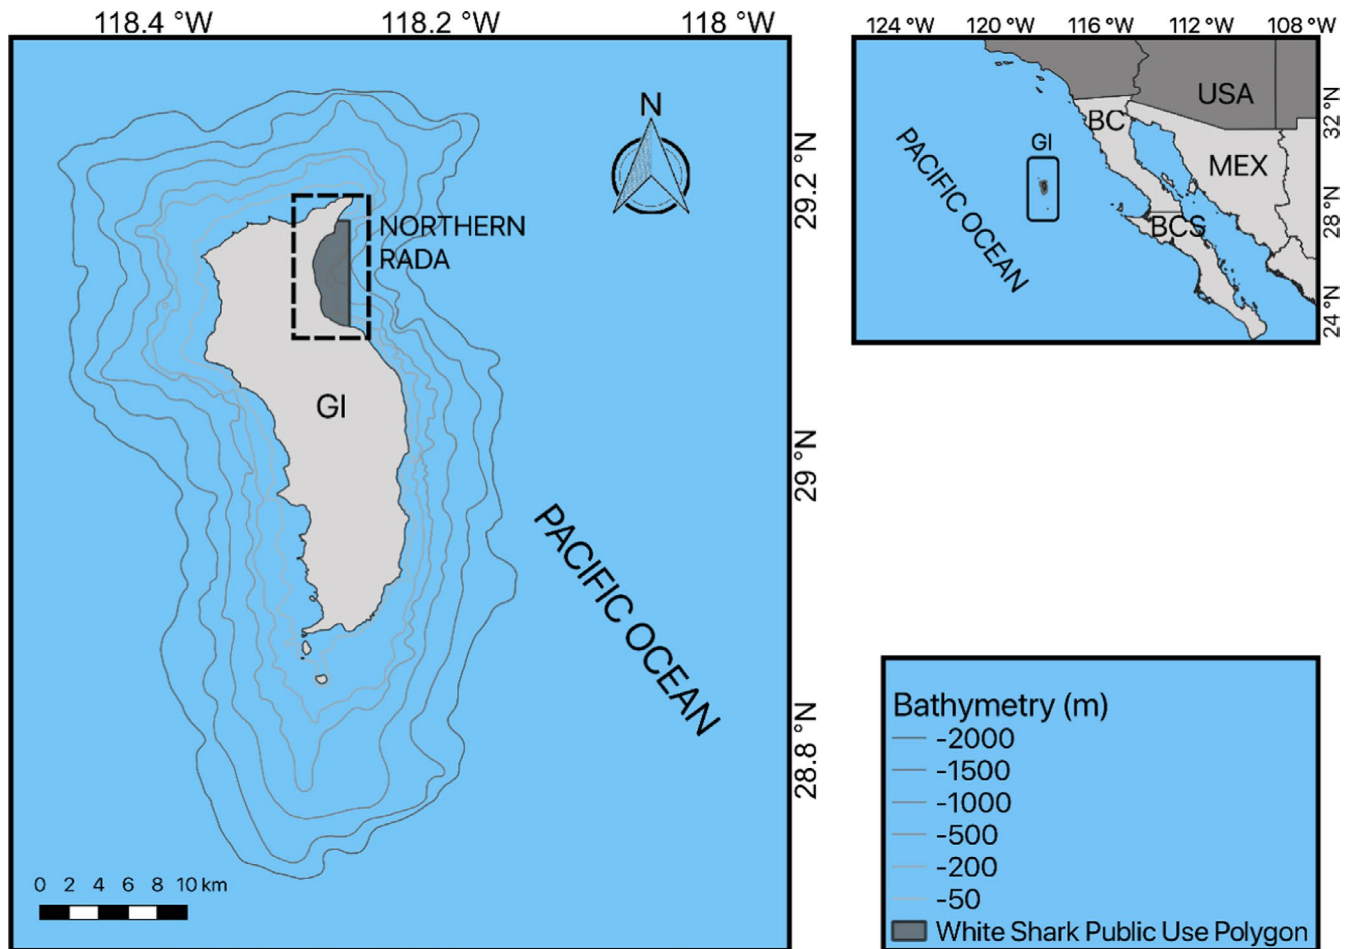 118.4 °W 118.2 °W 118 °W
N
29.2 °N
NORTHERN
RADA
GI
29 °N
PACIFIC OCEAN
28.8 °N
0 2 4 6 8 10 km
124 °W 120 °W 116 °W 112 °W 108 °W
USA
32 °N
BC
GI
MEX
PACIFIC OCEAN
28 °N
BCS
24 °N
Bathymetry (m)
-2000
-1500
-1000
-500
-200
-50
White Shark Public Use Polygon